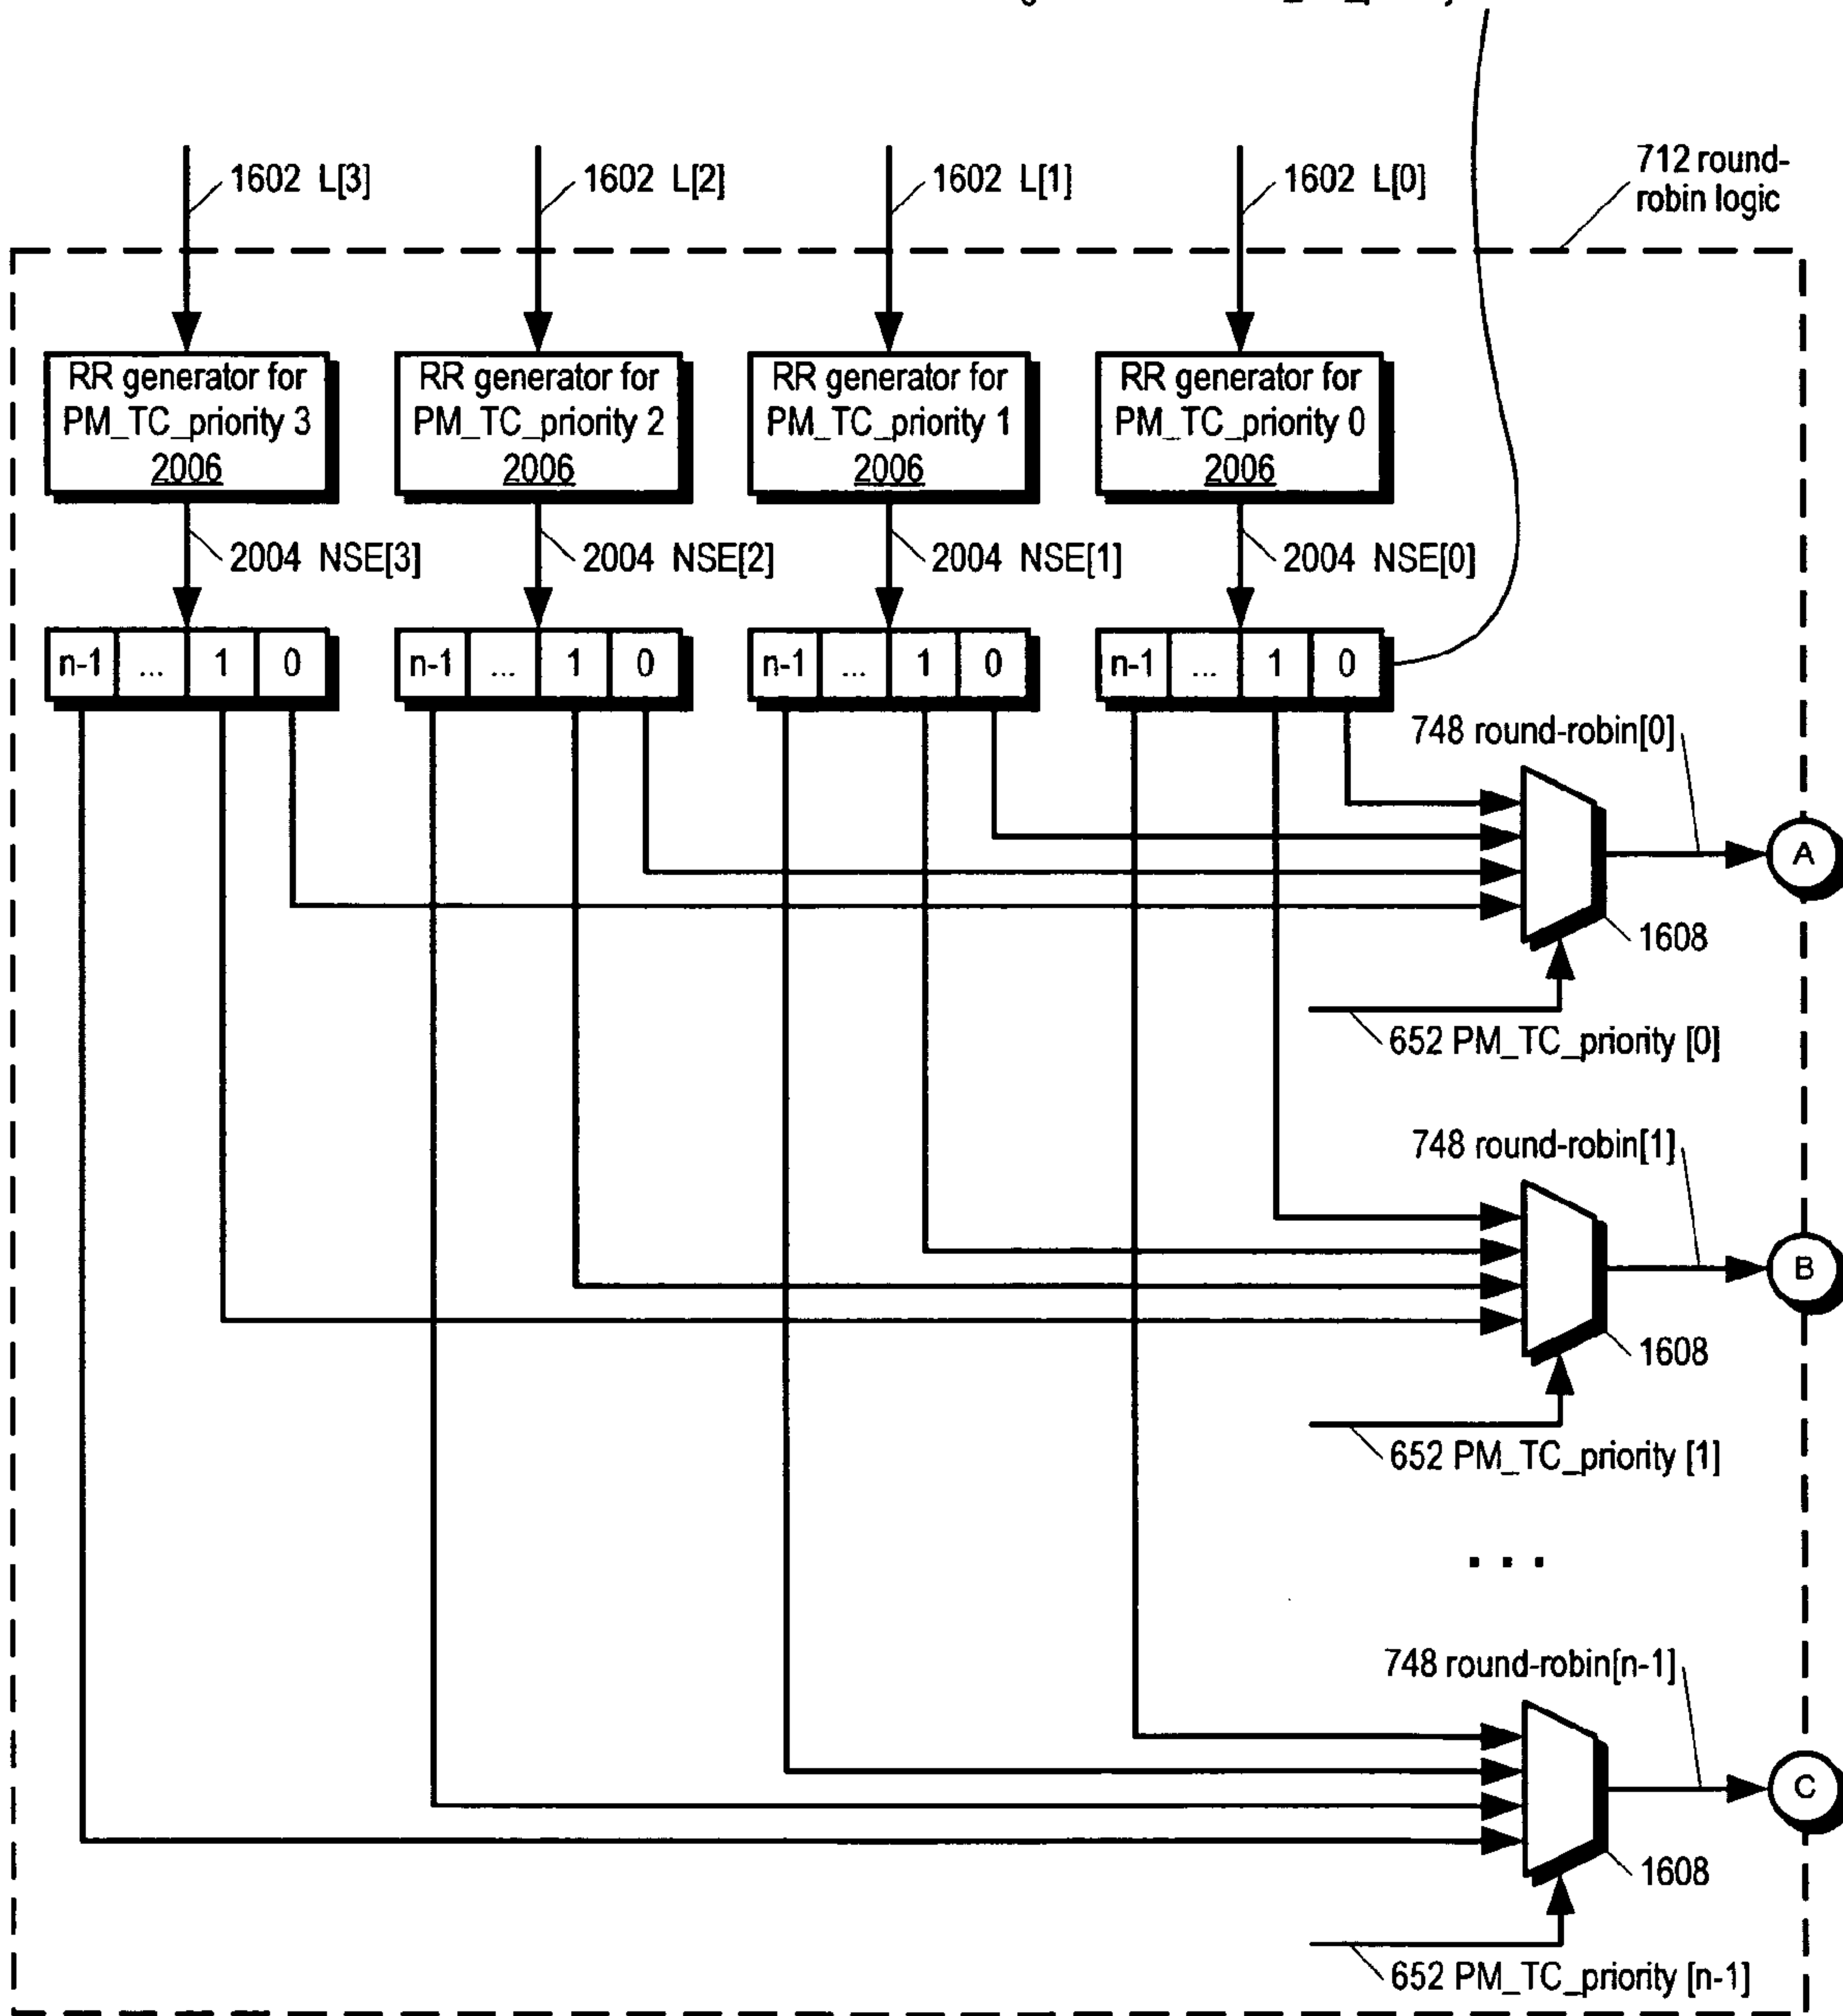 1602 L[3]
1602 L[2]
1602 L[1]
1602 L[0]
712 round-
robin logic
RR generator for
PM_TC_priority 3
2006
RR generator for
PM_TC_priority 2
2006
RR generator for
PM_TC_priority 1
2006
RR generator for
PM_TC_priority 0
2006
2004 NSE[3]
2004 NSE[2]
2004 NSE[1]
2004 NSE[0]
n-1 ... 1 0
n-1 ... 1 0
n-1 ... 1 0
n-1 ... 1 0
748 round-robin[0]
A
1608
652 PM_TC_priority [0]
748 round-robin[1]
B
1608
652 PM_TC_priority [1]
...
748 round-robin[n-1]
C
1608
652 PM_TC_priority [n-1]